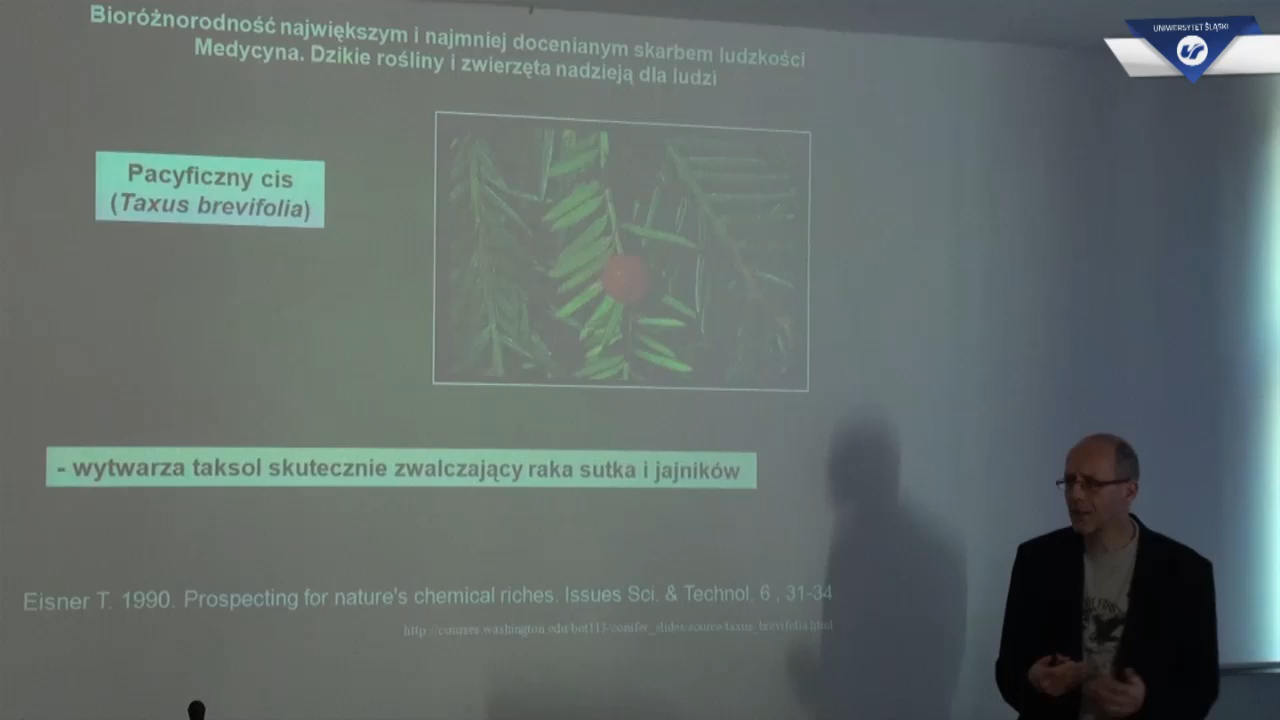 Bioróżnorodność największym i najmniej docenianym skarbem ludzkości
Medycyna. Dzikie rośliny i zwierzęta nadzieją dla ludzi
UNIWERSYTET ŚLĄSKI
Pacyficzny cis
(Taxus brevifolia)
- wytwarza taksol skutecznie zwalczający raka sutka i jajników
Eisner T. 1990. Prospecting for nature's chemical riches. Issues Sci. & Technol. 6 , 31-34
http://courses.washington.edu/bot113/conifer_slides/source/taxus_brevifolia.html